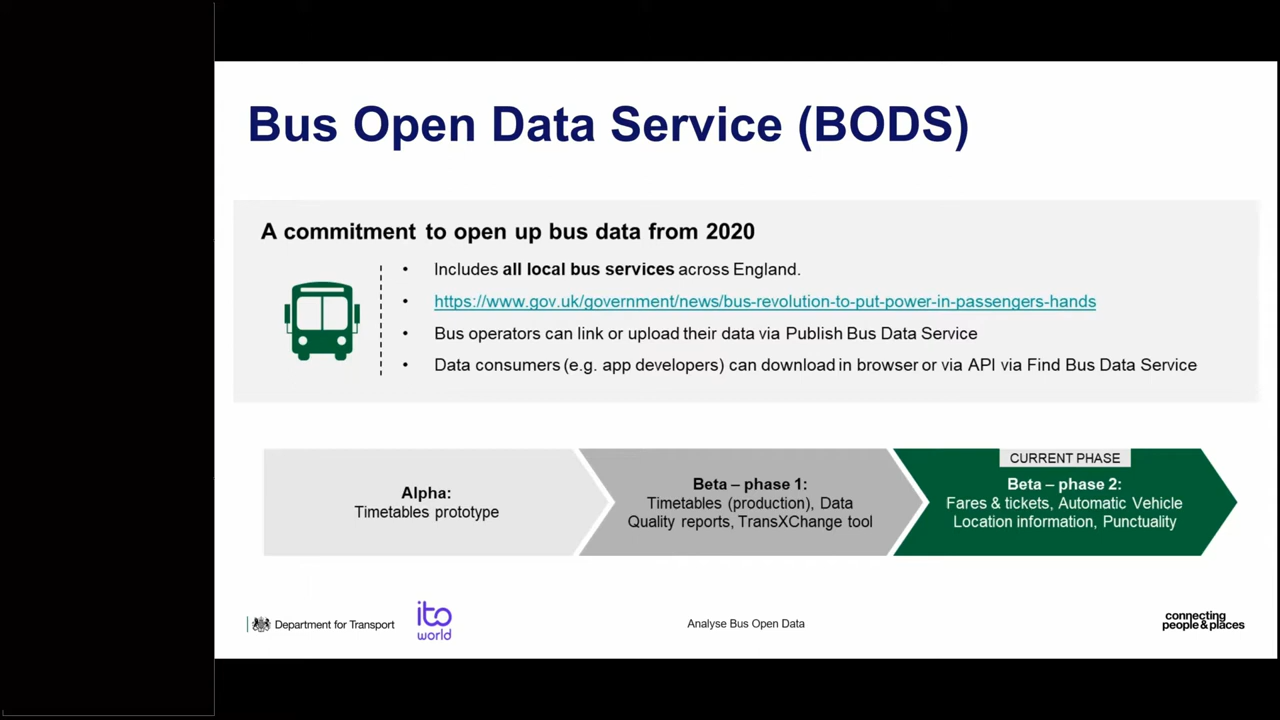 Bus Open Data Service (BODS)
A commitment to open up bus data from 2020
• Includes all local bus services across England.
• https://www.gov.uk/government/news/bus-revolution-to-put-power-in-passengers-hands
• Bus operators can link or upload their data via Publish Bus Data Service
• Data consumers (e.g. app developers) can download in browser or via API via Find Bus Data Service
Alpha:
Timetables prototype
Beta – phase 1:
Timetables (production), Data
Quality reports, TransXChange tool
CURRENT PHASE
Beta – phase 2:
Fares & tickets, Automatic Vehicle
Location information, Punctuality
Department for Transport
ito
world
Analyse Bus Open Data
connecting
people & places